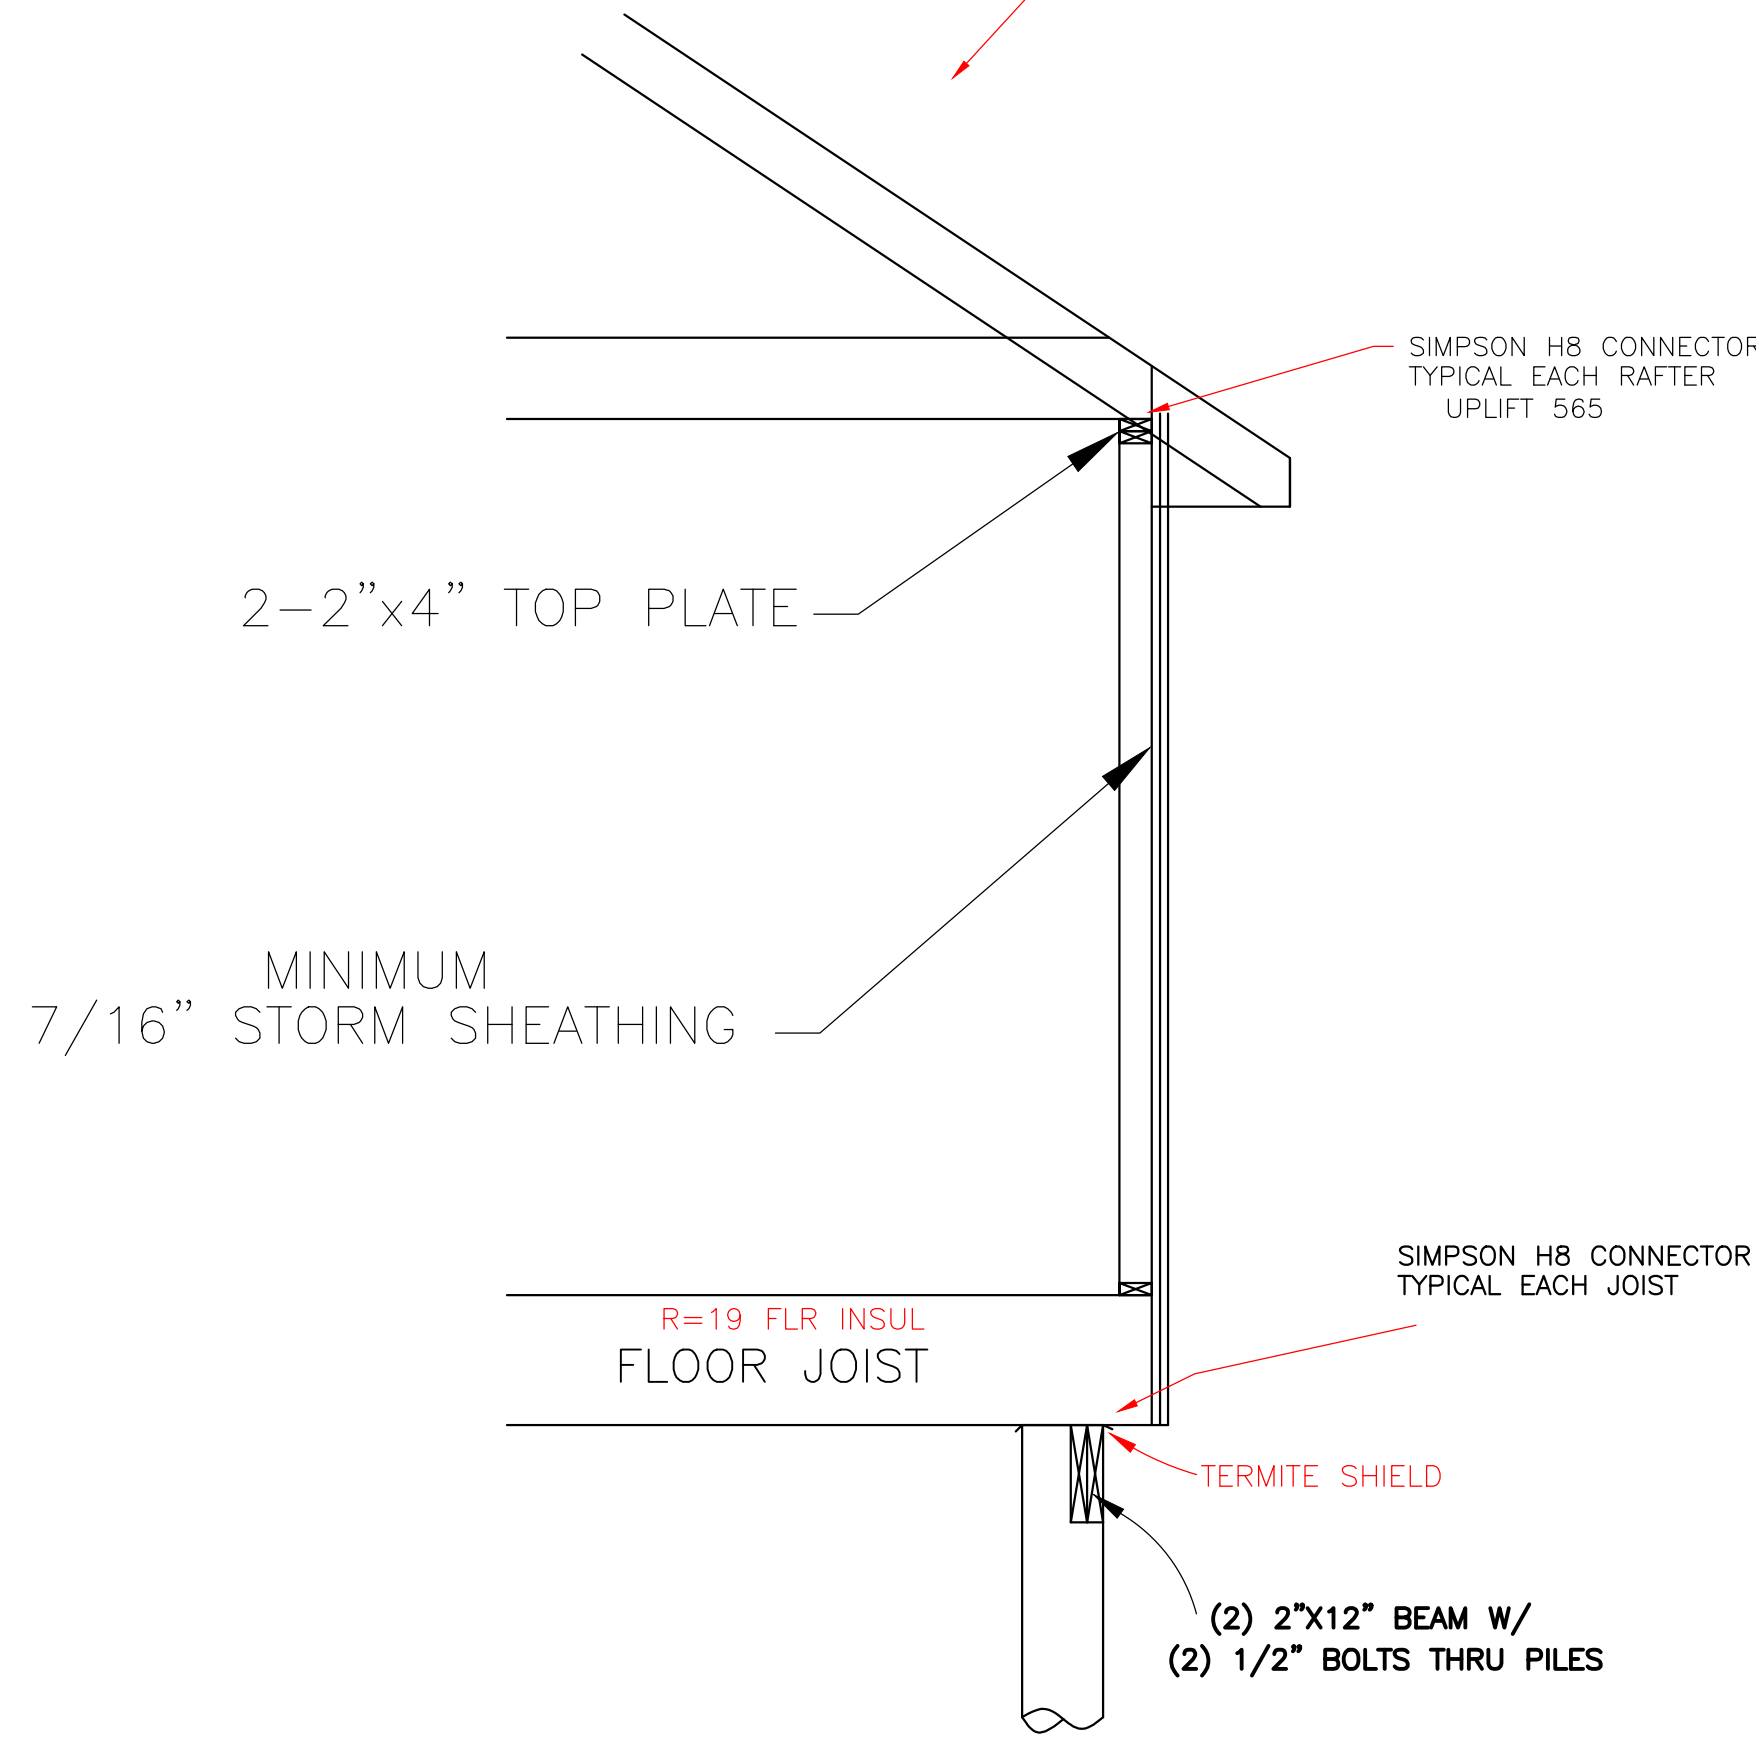 SIMPSON H8 CONNECTOR
TYPICAL EACH RAFTER
UPLIFT 565
2-2"x4" TOP PLATE
MINIMUM
7/16" STORM SHEATHING
SIMPSON H8 CONNECTOR
TYPICAL EACH JOIST
R=19 FLR INSUL
FLOOR JOIST
TERMITE SHIELD
(2) 2"X12" BEAM W/
(2) 1/2" BOLTS THRU PILES